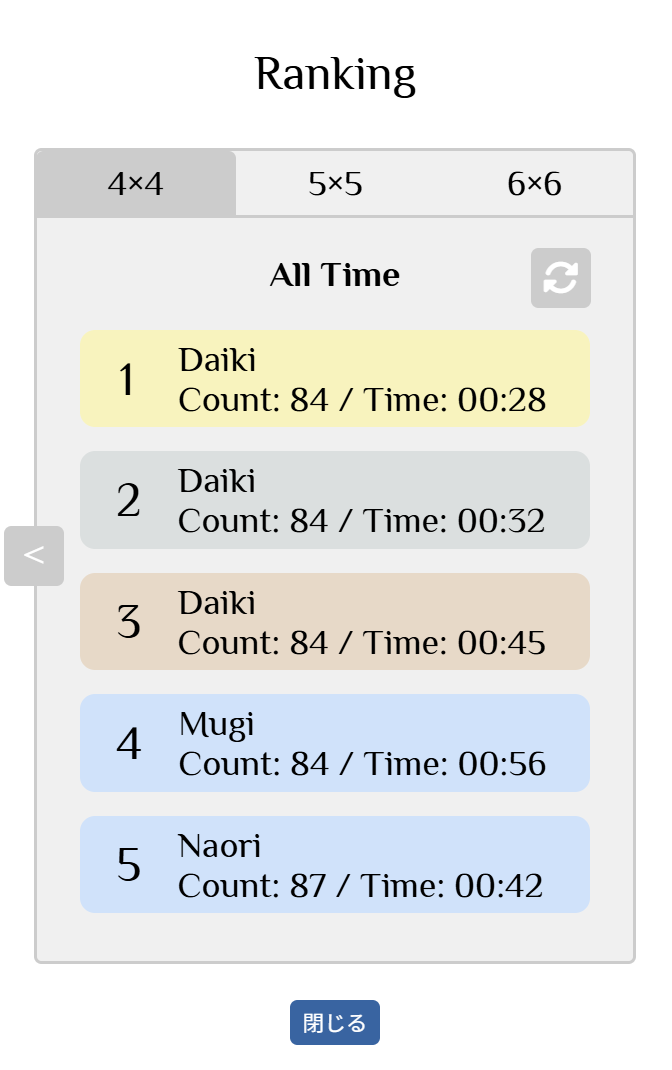 Ranking
4×4 5×5 6×6
All Time
1
Daiki
Count: 84 / Time: 00:28
2
Daiki
Count: 84 / Time: 00:32
3
Daiki
Count: 84 / Time: 00:45
<
4
Mugi
Count: 84 / Time: 00:56
5
Naori
Count: 87 / Time: 00:42
閉じる